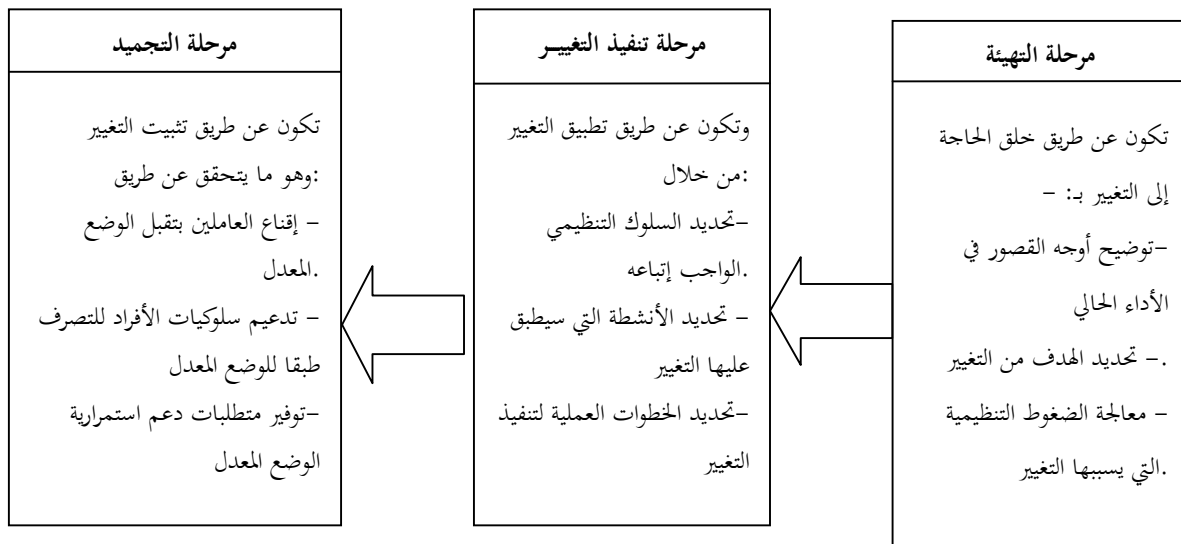 مرحلة التهيئة
تكون عن طريق خلق الحاجة
إلى التغيير بـ: –
–توضيح أوجه القصور في
الأداء الحالي
.– تحديد الهدف من التغيير
– معالجة الضغوط التنظيمية
.التي يسببها التغيير
مرحلة تنفيذ التغييـر
وتكون عن طريق تطبيق التغيير
:من خلال
–تحديد السلوك التنظيمي
.الواجب إتباعه
– تحديد الأنشطة التي سيطبق
عليها التغيير
–تحديد الخطوات العملية لتنفيذ
التغيير
مرحلة التجميد
تكون عن طريق تثبيت التغيير
:وهو ما يتحقق عن طريق
– إقناع العاملين بتقبل الوضع
.المعدل
– تدعيم سلوكيات الأفراد للتصرف
طبقا للوضع المعدل
–توفير متطلبات دعم استمرارية
الوضع المعدل